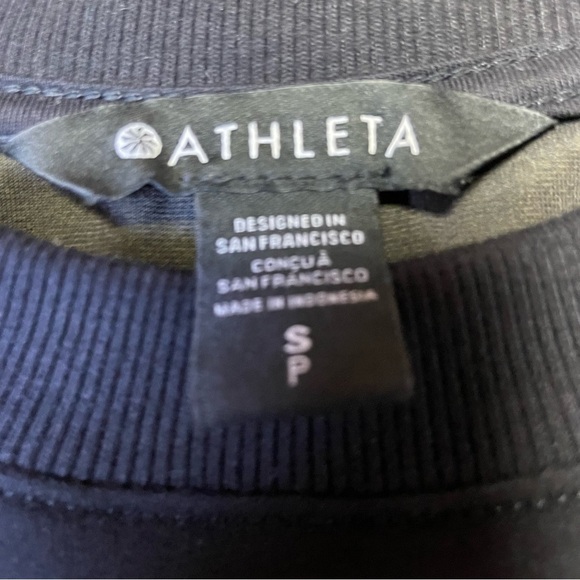 ATHLETA
DESIGNED IN
SAN FRANCISCO
CONÇU À
SAN FRANCISCO
MADE IN INDONESIA
S
P